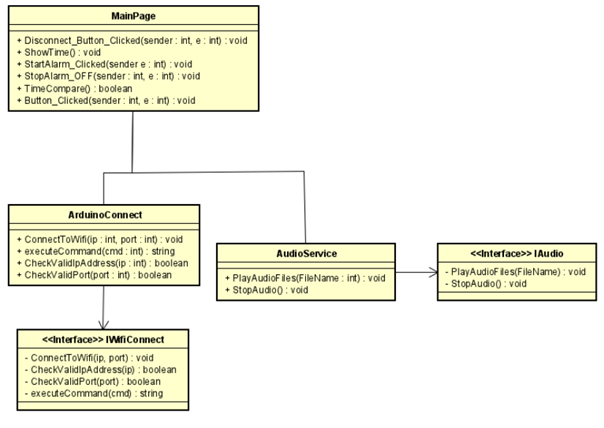 MainPage
+ Disconnect_Button_Clicked(sender : int, e : int) : void
+ ShowTime() : void
+ StartAlarm_Clicked(sender e : int) : void
+ StopAlarm_OFF(sender : int, e : int) : void
+ TimeCompare() : boolean
+ Button_Clicked(sender : int, e : int) : void
ArduinoConnect
+ ConnectToWifi(ip : int, port : int) : void
+ executeCommand(cmd : int) : string
+ CheckValidIpAddress(ip : int) : boolean
+ CheckValidPort(port : int) : boolean
AudioService
+ PlayAudioFiles(FileName : int) : void
+ StopAudio() : void
<<Interface>> IAudio
- PlayAudioFiles(FileName) : void
- StopAudio() : void
<<Interface>> IWifiConnect
- ConnectToWifi(ip, port) : void
- CheckValidIpAddress(ip) : boolean
- CheckValidPort(port) : boolean
- executeCommand(cmd) : string